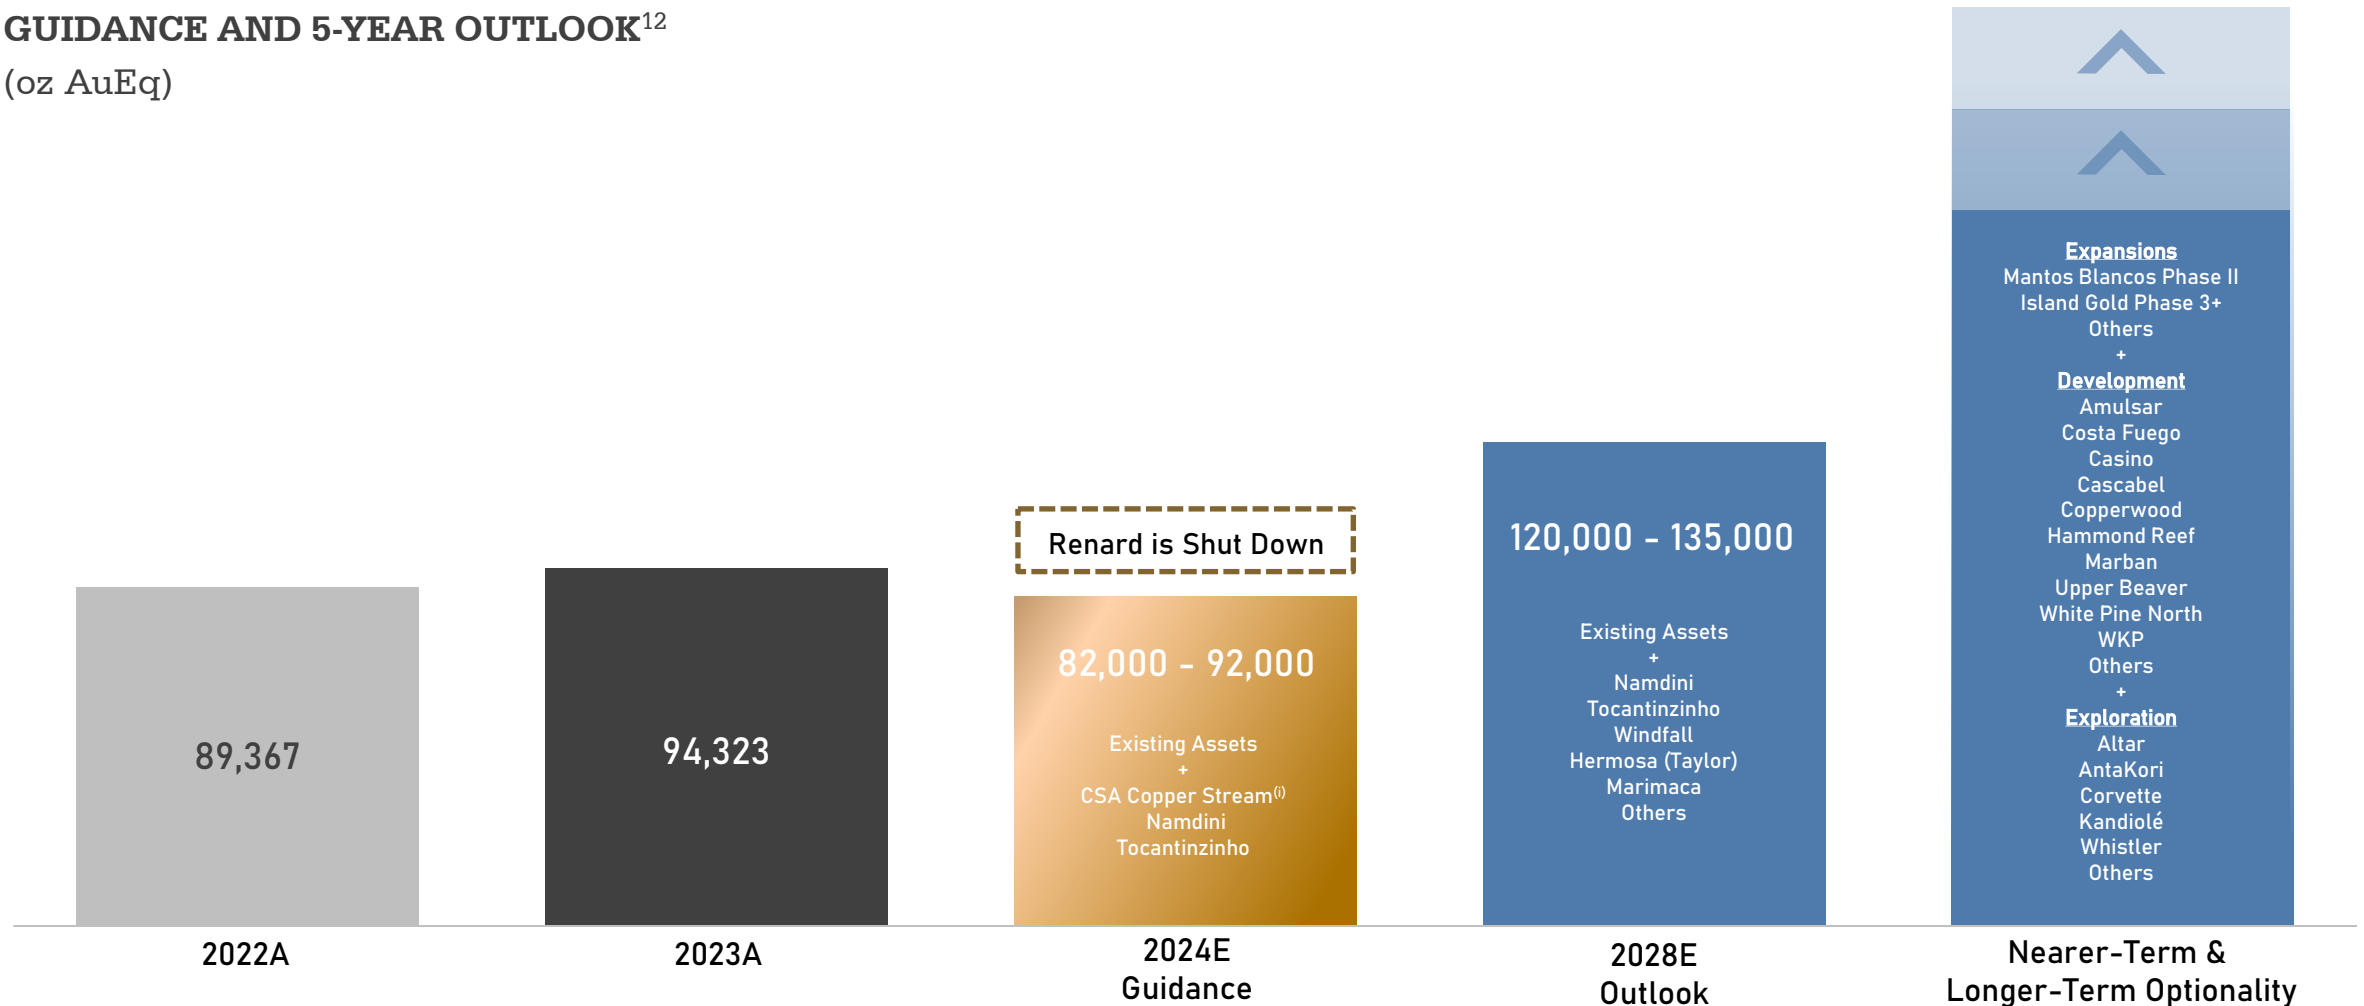 GUIDANCE AND 5-YEAR OUTLOOK12
(oz AuEq)
89,367
2022A
94,323
2023A
Renard is Shut Down
82,000 - 92,000
Existing Assets
+
CSA Copper Stream(i)
Namdini
Tocantinzinho
2024E
Guidance
120,000 - 135,000
Existing Assets
+
Namdini
Tocantinzinho
Windfall
Hermosa (Taylor)
Marimaca
Others
2028E
Outlook
Expansions
Mantos Blancos Phase II
Island Gold Phase 3+
Others
+
Development
Amulsar
Costa Fuego
Casino
Cascabel
Copperwood
Hammond Reef
Marban
Upper Beaver
White Pine North
WKP
Others
+
Exploration
Altar
AntaKori
Corvette
Kandiolé
Whistler
Others
Nearer-Term &
Longer-Term Optionality